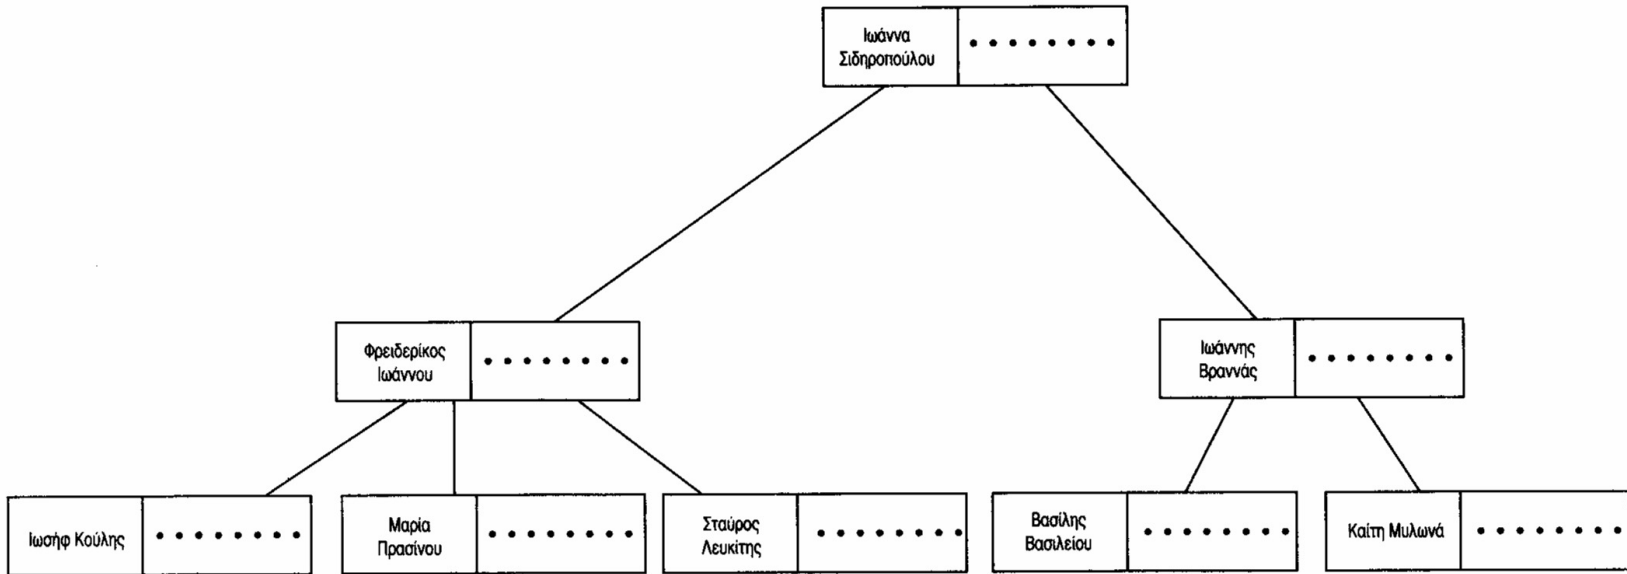 Ιωάννα
Σιδηροπούλου
Φρειδερίκος
Ιωάννου
Ιωάννης
Βραννάς
Ιωσήφ Κούλης
Μαρία
Πρασίνου
Σταύρος
Λευκίτης
Βασίλης
Βασιλείου
Καίτη Μυλωνά